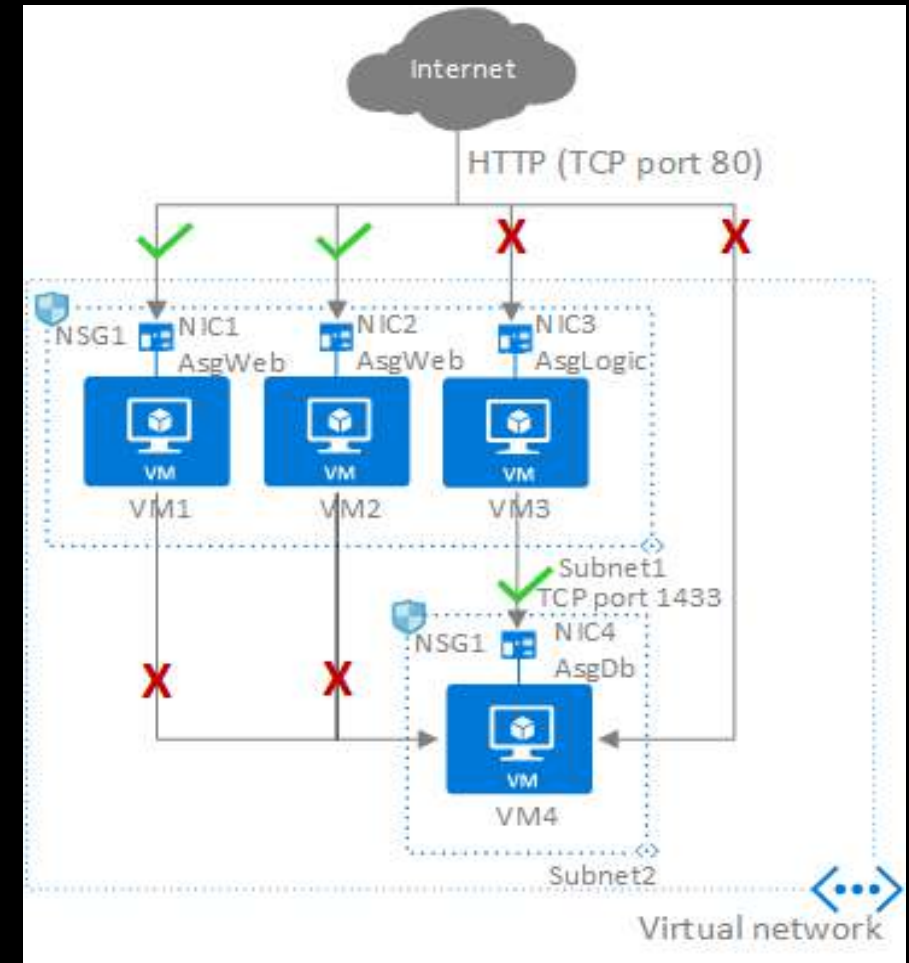 Internet
HTTP (TCP port 80)
X
X
NSG1
NIC1
AsgWeb
NIC2
AsgWeb
NIC3
AsgLogic
VM
VM
VM
VM1
VM2
VM3
Subnet1
TCP port 1433
NSG1
NIC4
AsgDb
X
X
VM
VM4
Subnet2
Virtual network